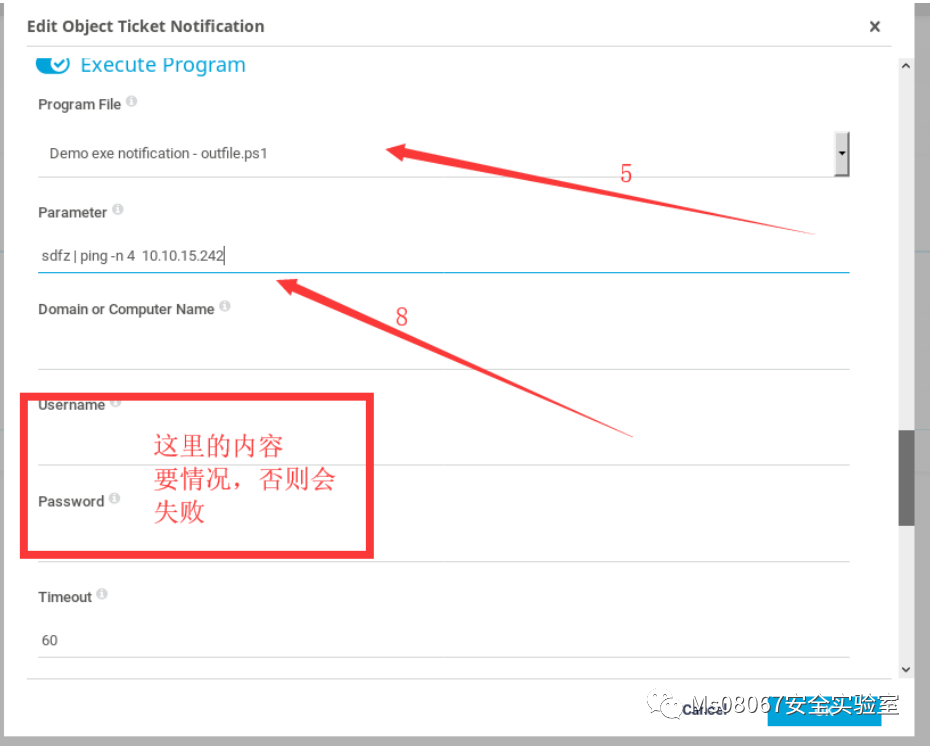 Edit Object Ticket Notification
Execute Program
Program File
Demo exe notification - outfile.ps1
5
Parameter
sdfz | ping -n 4 10.10.15.242
8
Domain or Computer Name
Username
这里的内容
要情况，否则会
失败
Password
Timeout
60
Cancel
Ms08067安全实验室